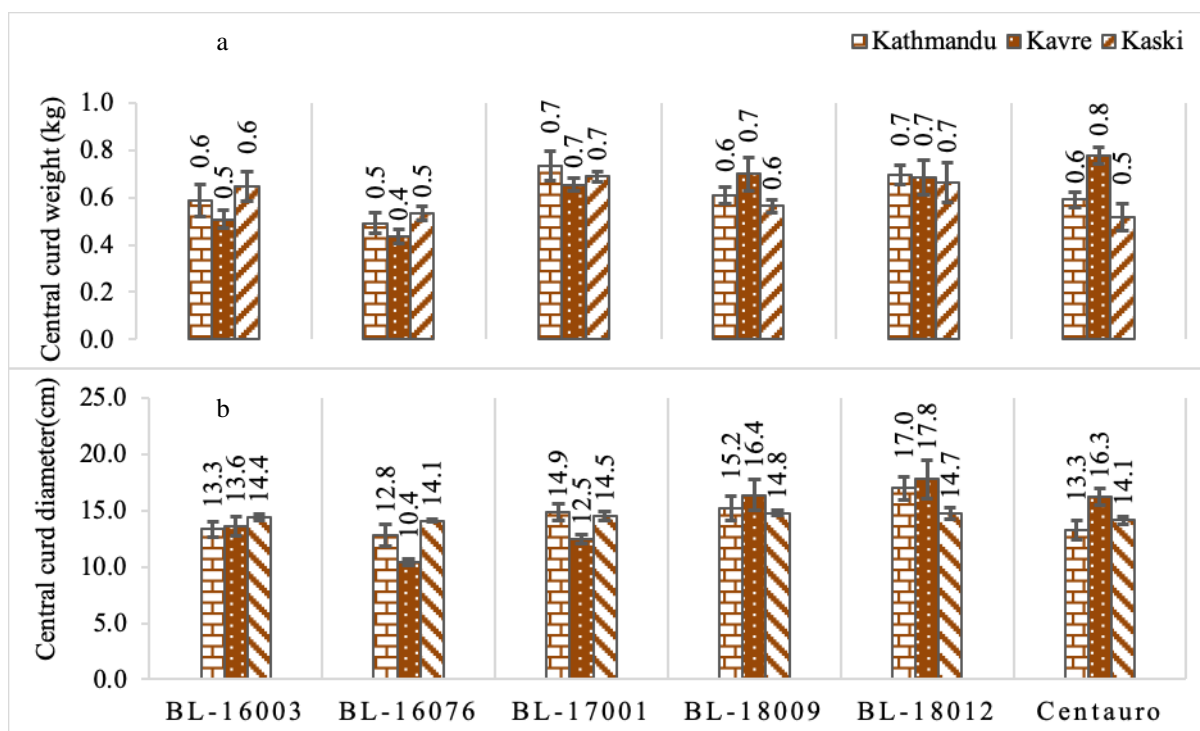 a
Kathmandu Kavre Kaski
Central curd weight (kg)
1.0
0.8
0.6
0.4
0.2
0.0
0.6 0.5 0.6
0.5 0.4 0.5
0.7 0.7 0.7
0.6 0.7 0.6
0.7 0.7 0.7
0.6 0.8 0.5
b
Central curd diameter(cm)
25.0
20.0
15.0
10.0
5.0
0.0
13.3 13.6 14.4
12.8 10.4 14.1
14.9 12.5 14.5
15.2 16.4 14.8
17.0 17.8 14.7
13.3 16.3 14.1
BL-16003 BL-16076 BL-17001 BL-18009 BL-18012 Centauro